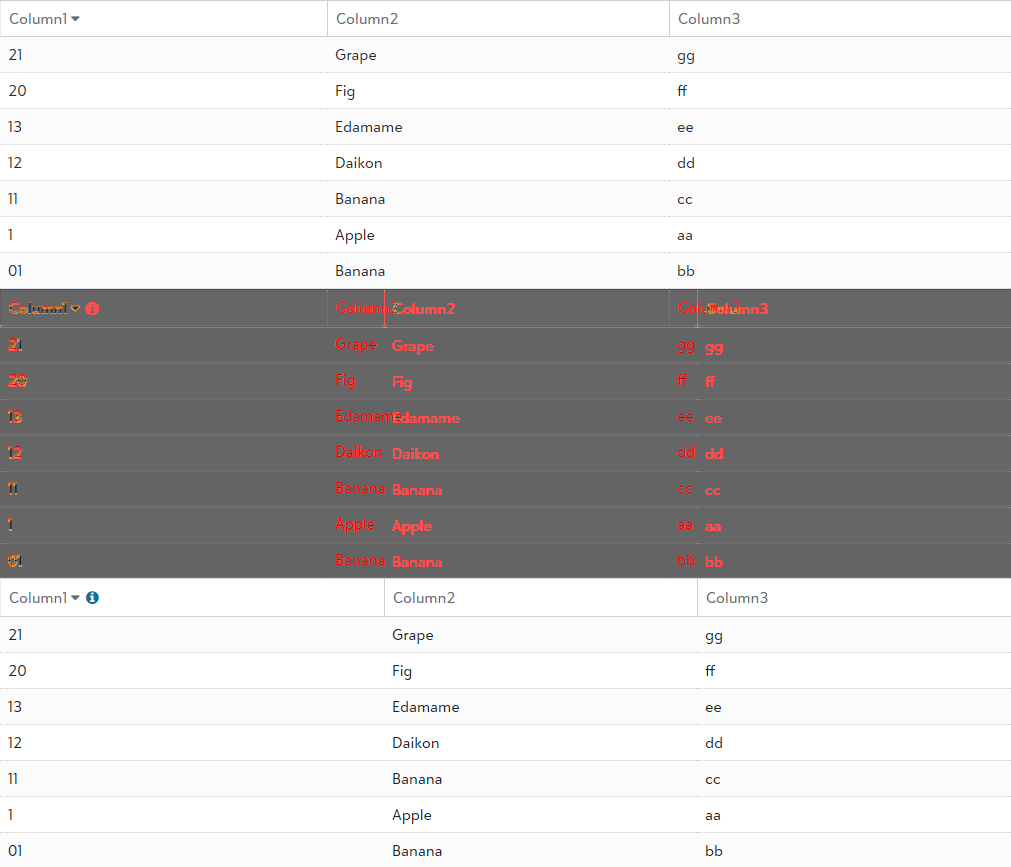 Column1 Column2 Column3
21 Grape gg
20 Fig ff
13 Edamame ee
12 Daikon dd
11 Banana cc
1 Apple aa
01 Banana bb
Column1 Column2 Column2 Column3 Column3
21 Grape Grape gg gg
20 Fig Fig ff ff
13 Edamame Edamame ee ee
12 Daikon Daikon dd dd
11 Banana Banana cc cc
1 Apple Apple aa aa
01 Banana Banana bb bb
Column1 Column2 Column3
21 Grape gg
20 Fig ff
13 Edamame ee
12 Daikon dd
11 Banana cc
1 Apple aa
01 Banana bb